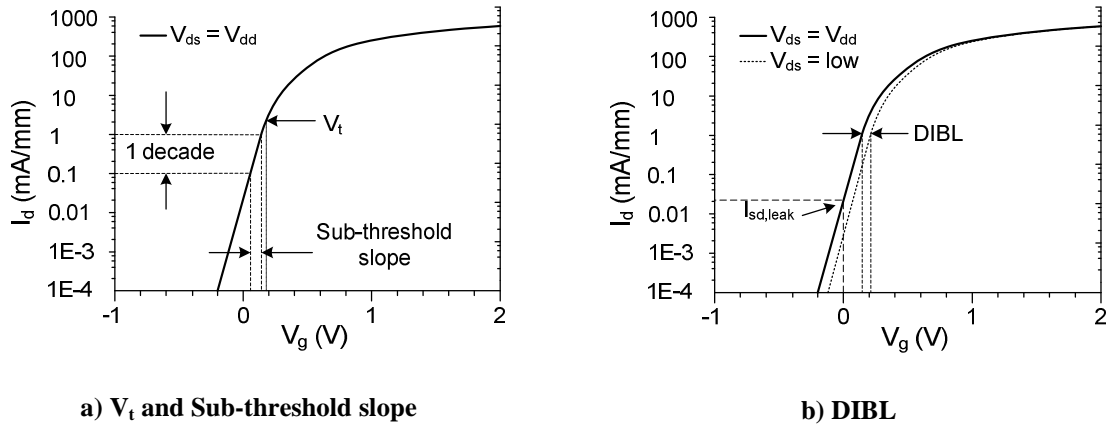 1000
100
10
1
0.1
0.01
1E-3
1E-4
I_d (mA/mm)
V_ds = V_dd
V_t
1 decade
Sub-threshold
slope
-1
0
1
2
V_g (V)
a) V_t and Sub-threshold slope
1000
100
10
1
0.1
0.01
1E-3
1E-4
I_d (mA/mm)
V_ds = V_dd
V_ds = low
DIBL
I_sd,leak
-1
0
1
2
V_g (V)
b) DIBL